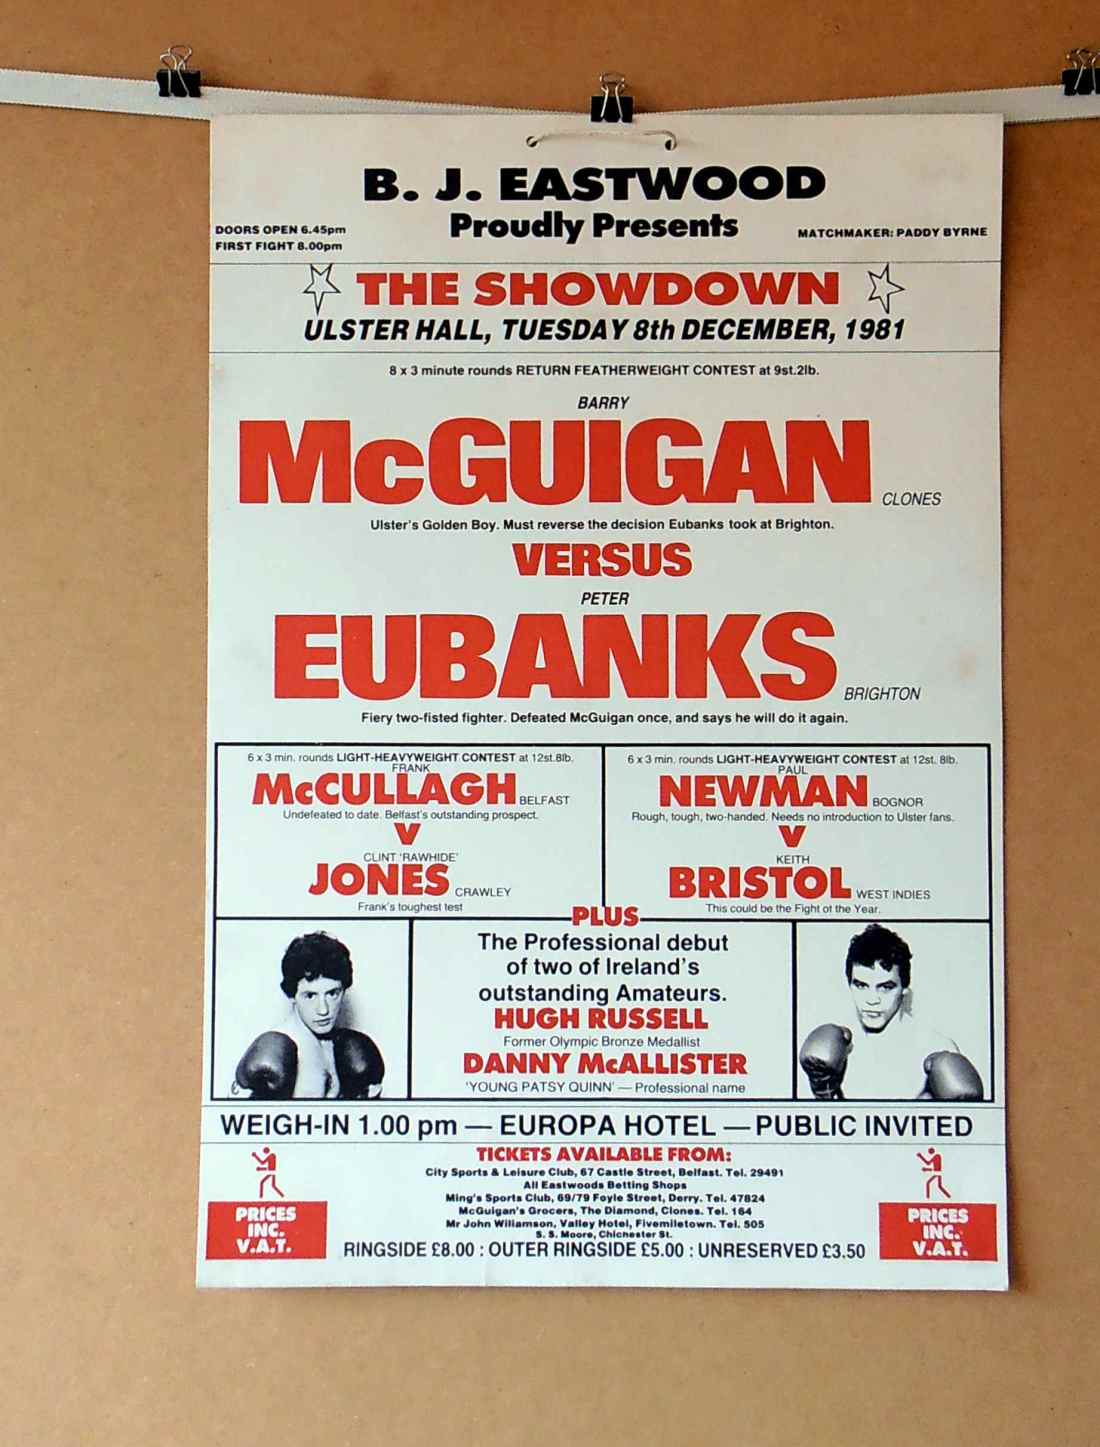 B. J. EASTWOOD
Proudly Presents
DOORS OPEN 6.45pm
FIRST FIGHT 8.00pm
MATCHMAKER: PADDY BYRNE
THE SHOWDOWN
ULSTER HALL, TUESDAY 8th DECEMBER, 1981
8 x 3 minute rounds RETURN FEATHERWEIGHT CONTEST at 9st.2lb.
BARRY
McGUIGAN CLONES
Ulster's Golden Boy. Must reverse the decision Eubanks took at Brighton.
VERSUS
PETER
EUBANKS BRIGHTON
Fiery two-fisted fighter. Defeated McGuigan once, and says he will do it again.
6 x 3 min. rounds LIGHT-HEAVYWEIGHT CONTEST at 12st.8lb.
FRANK
McCULLAGH BELFAST
Undefeated to date. Belfast's outstanding prospect.
V
CLINT 'RAWHIDE'
JONES CRAWLEY
Frank's toughest test
6 x 3 min. rounds LIGHT-HEAVYWEIGHT CONTEST at 12st. 8lb.
PAUL
NEWMAN BOGNOR
Rough, tough, two-handed. Needs no introduction to Ulster fans.
V
KEITH
BRISTOL WEST INDIES
This could be the Fight of the Year.
PLUS
The Professional debut
of two of Ireland's
outstanding Amateurs.
HUGH RUSSELL
Former Olympic Bronze Medallist
DANNY McALLISTER
'YOUNG PATSY QUINN' — Professional name
WEIGH-IN 1.00 pm — EUROPA HOTEL — PUBLIC INVITED
TICKETS AVAILABLE FROM:
City Sports & Leisure Club, 67 Castle Street, Belfast. Tel. 29491
All Eastwoods Betting Shops
Ming's Sports Club, 69/79 Foyle Street, Derry. Tel. 47824
McGuigan's Grocers, The Diamond, Clones. Tel. 164
Mr John Williamson, Valley Hotel, Fivemiletown. Tel. 505
S. S. Moore, Chichester St.
RINGSIDE £8.00 : OUTER RINGSIDE £5.00 : UNRESERVED £3.50
PRICES
INC.
V.A.T.
PRICES
INC.
V.A.T.